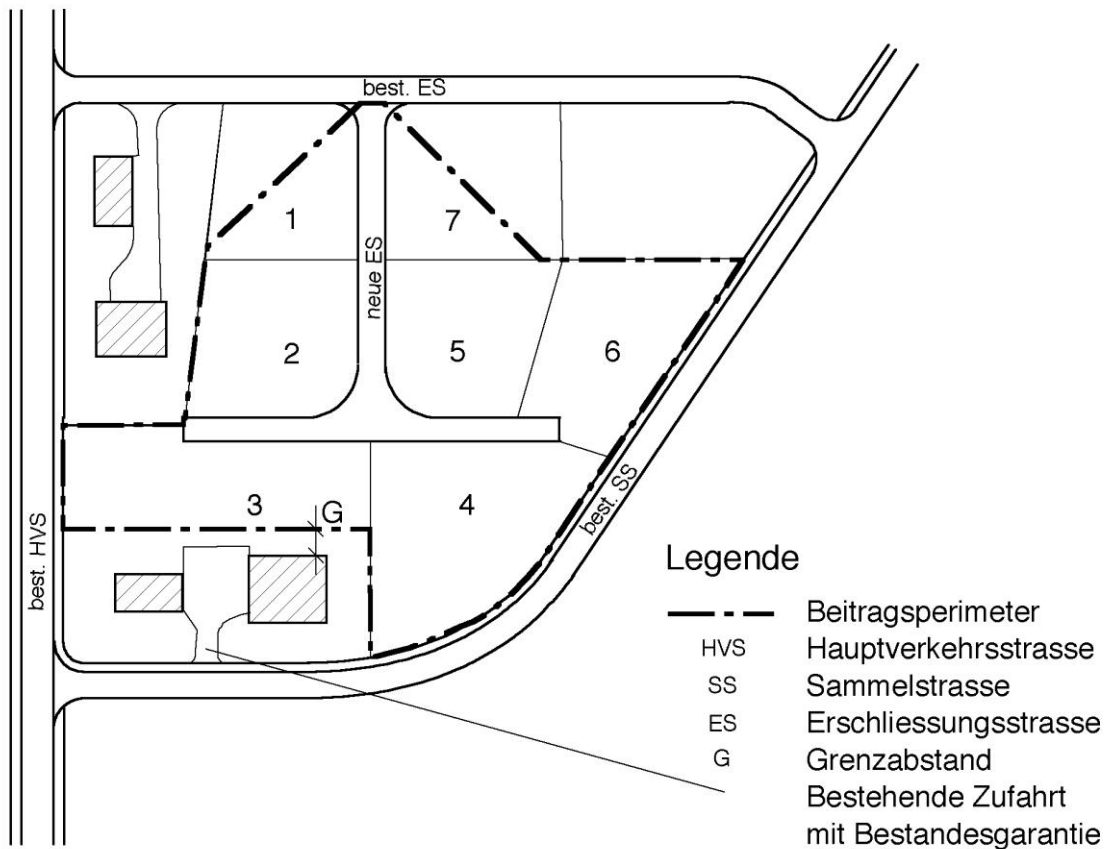 best. ES
1
7
neue ES
2
5
6
3
G
4
best. HVS
best. SS
Legende
Beitragsperimeter
HVS Hauptverkehrsstrasse
SS Sammelstrasse
ES Erschliessungsstrasse
G Grenzabstand
Bestehende Zufahrt
mit Bestandesgarantie